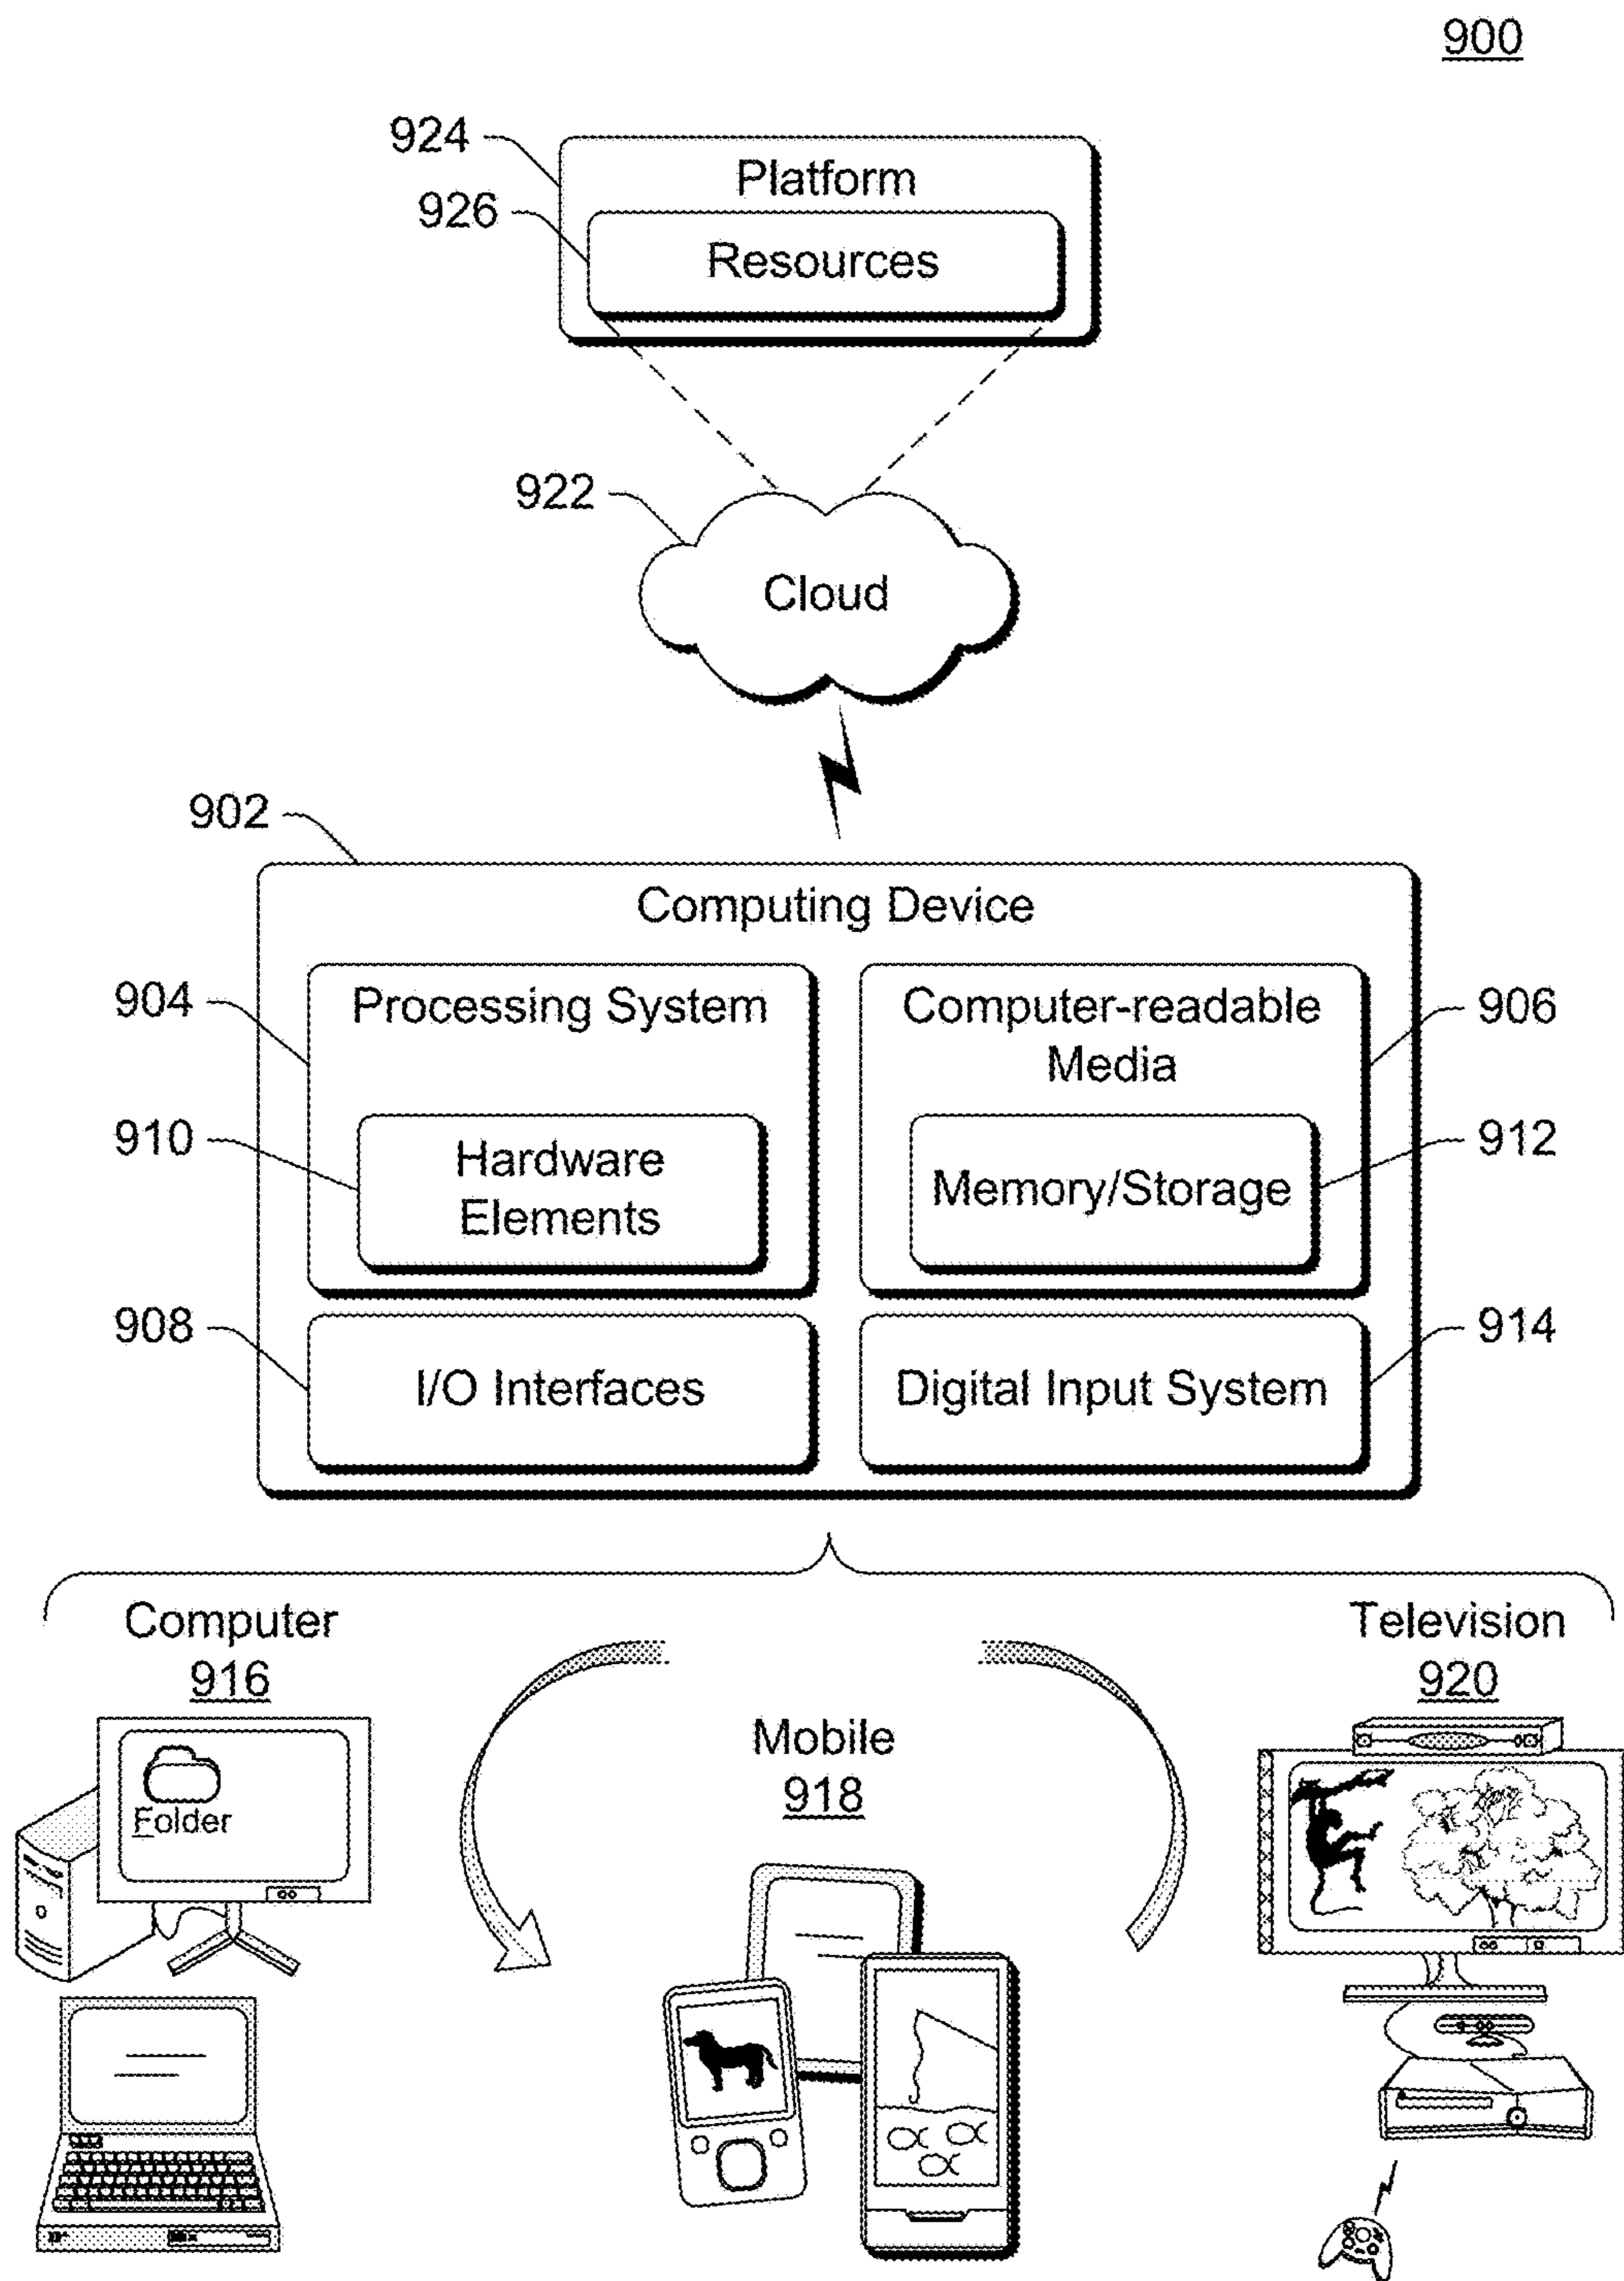 900
924
Platform
926
Resources
922
Cloud
902
Computing Device
904
Processing System
Computer-readable
Media
906
910
Hardware
Elements
Memory/Storage
912
908
I/O Interfaces
Digital Input System
914
Computer
916
Folder
Mobile
918
Television
920